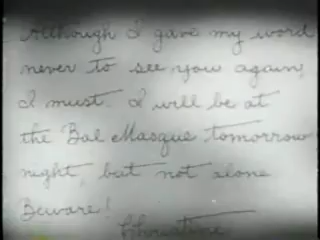 Although I gave my word
never to see you again,
I must. I will be at
the Bal Masque tomorrow
night, but not alone
Beware!
Christine